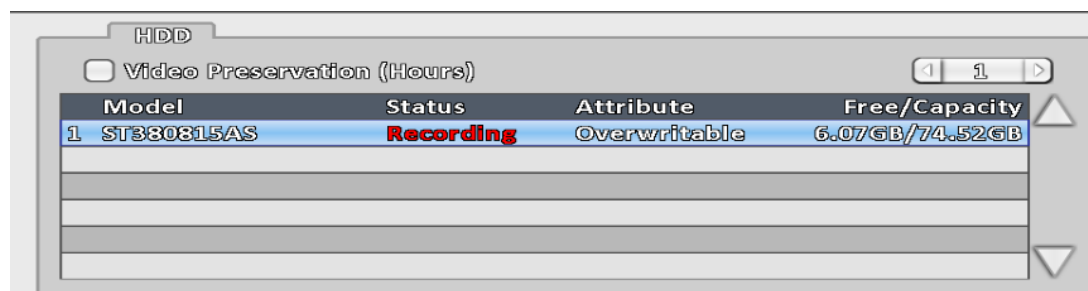 HDD
Video Preservation (Hours) 1
Model Status Attribute Free/Capacity
1 ST380815AS Recording Overwritable 6.07GB/74.52GB